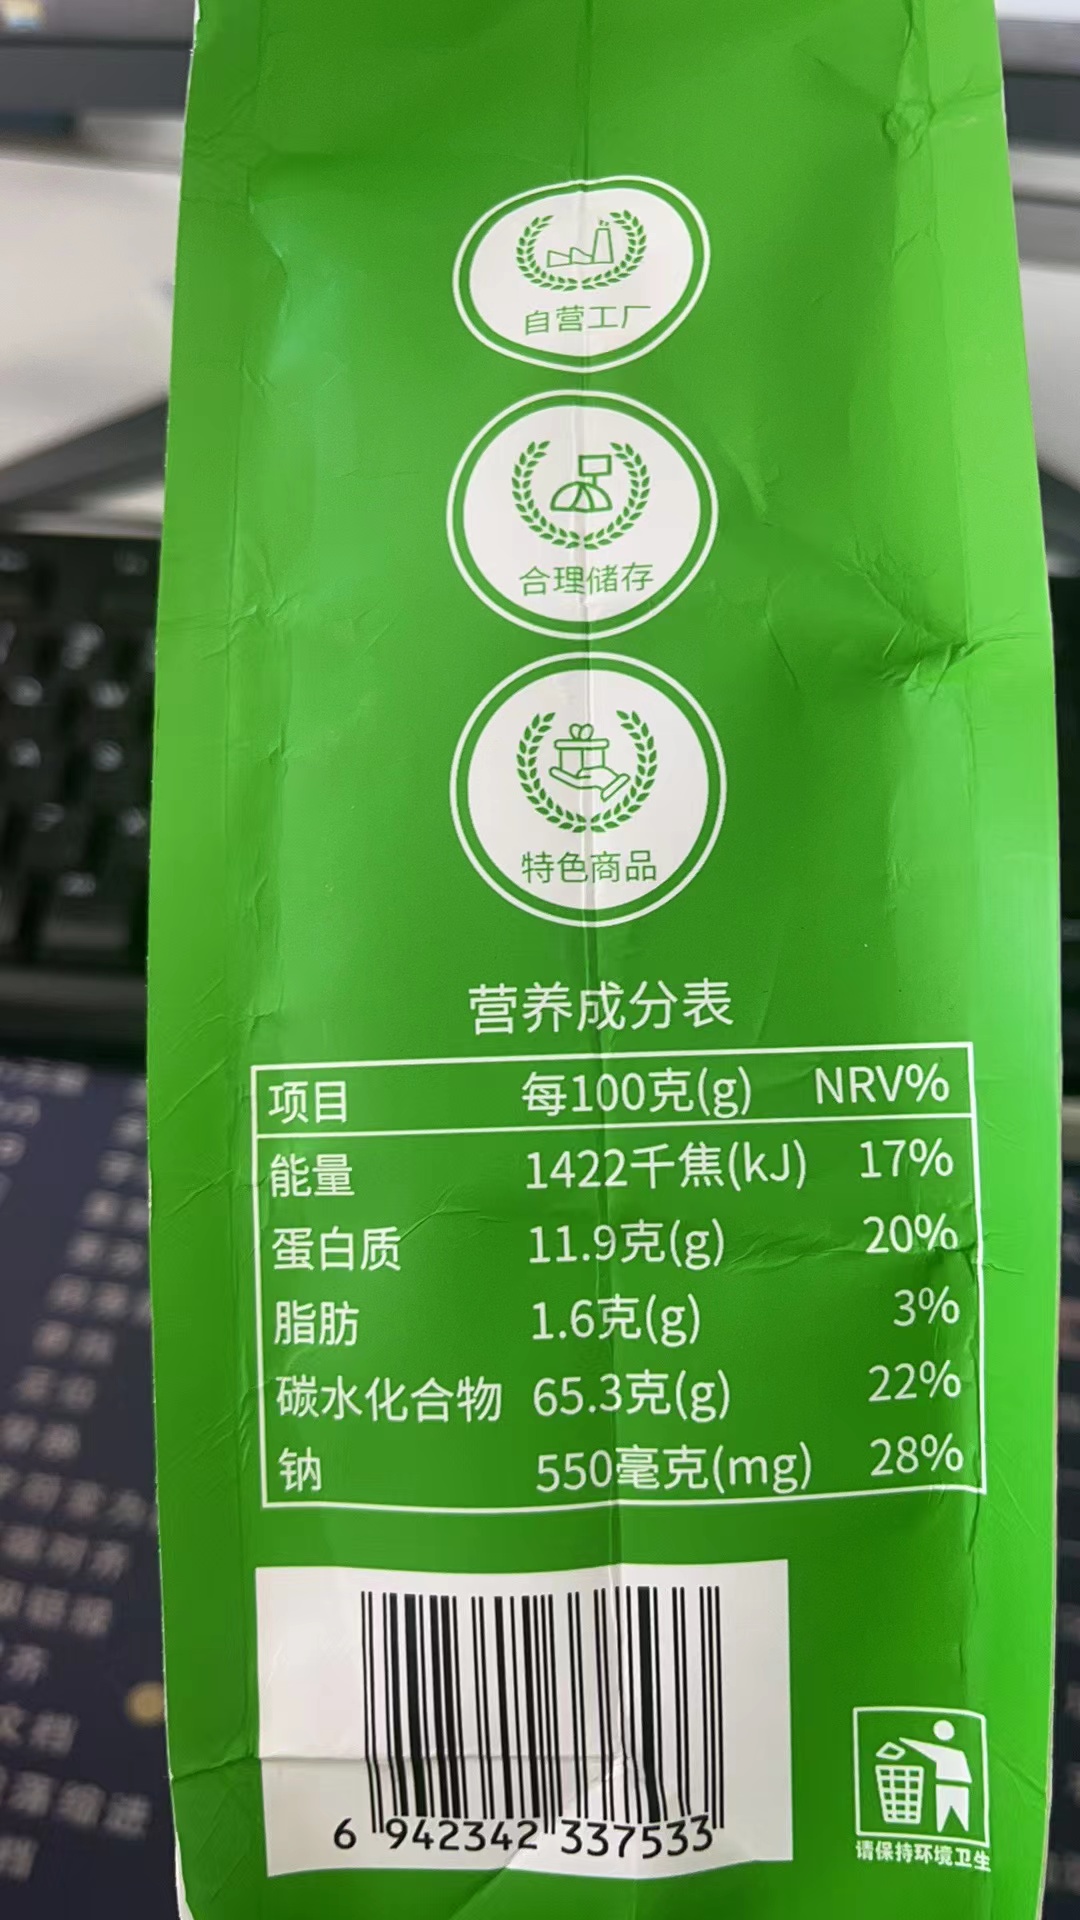 自营工厂
合理储存
特色商品
营养成分表
项目 每100克(g) NRV%
能量 1422千焦(kJ) 17%
蛋白质 11.9克(g) 20%
脂肪 1.6克(g) 3%
碳水化合物 65.3克(g) 22%
钠 550毫克(mg) 28%
6 942342 337533
请保持环境卫生